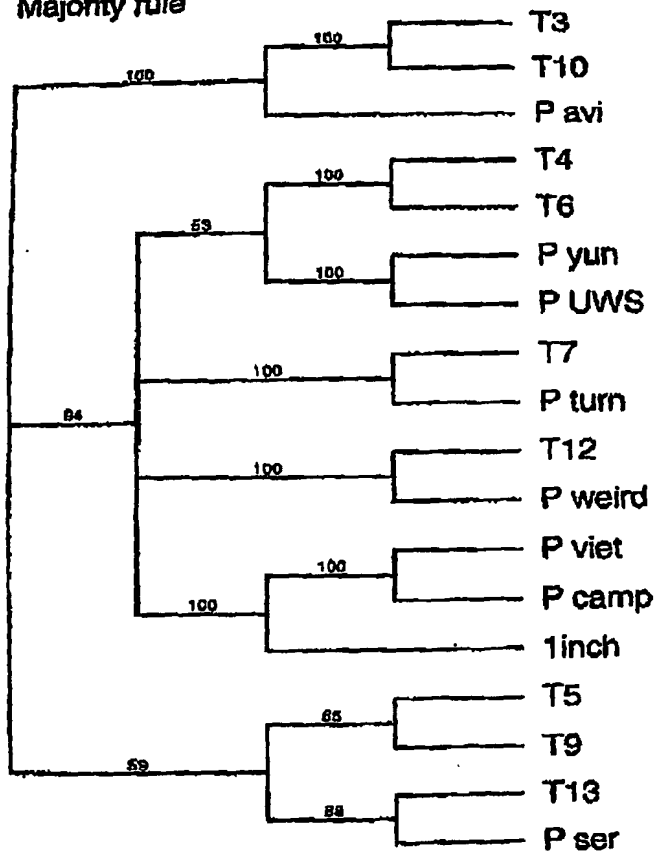 Majority rule
T3
100
T10
100
P avi
T4
100
T6
53
P yun
100
P UWS
T7
100
P turn
84
T12
100
P weird
P viet
100
P camp
100
1inch
T5
65
T9
59
T13
88
P ser